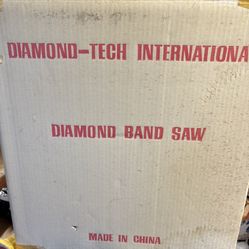 DIAMOND-TECH INTERNATIONA
DIAMOND BAND SAW
MADE IN CHINA